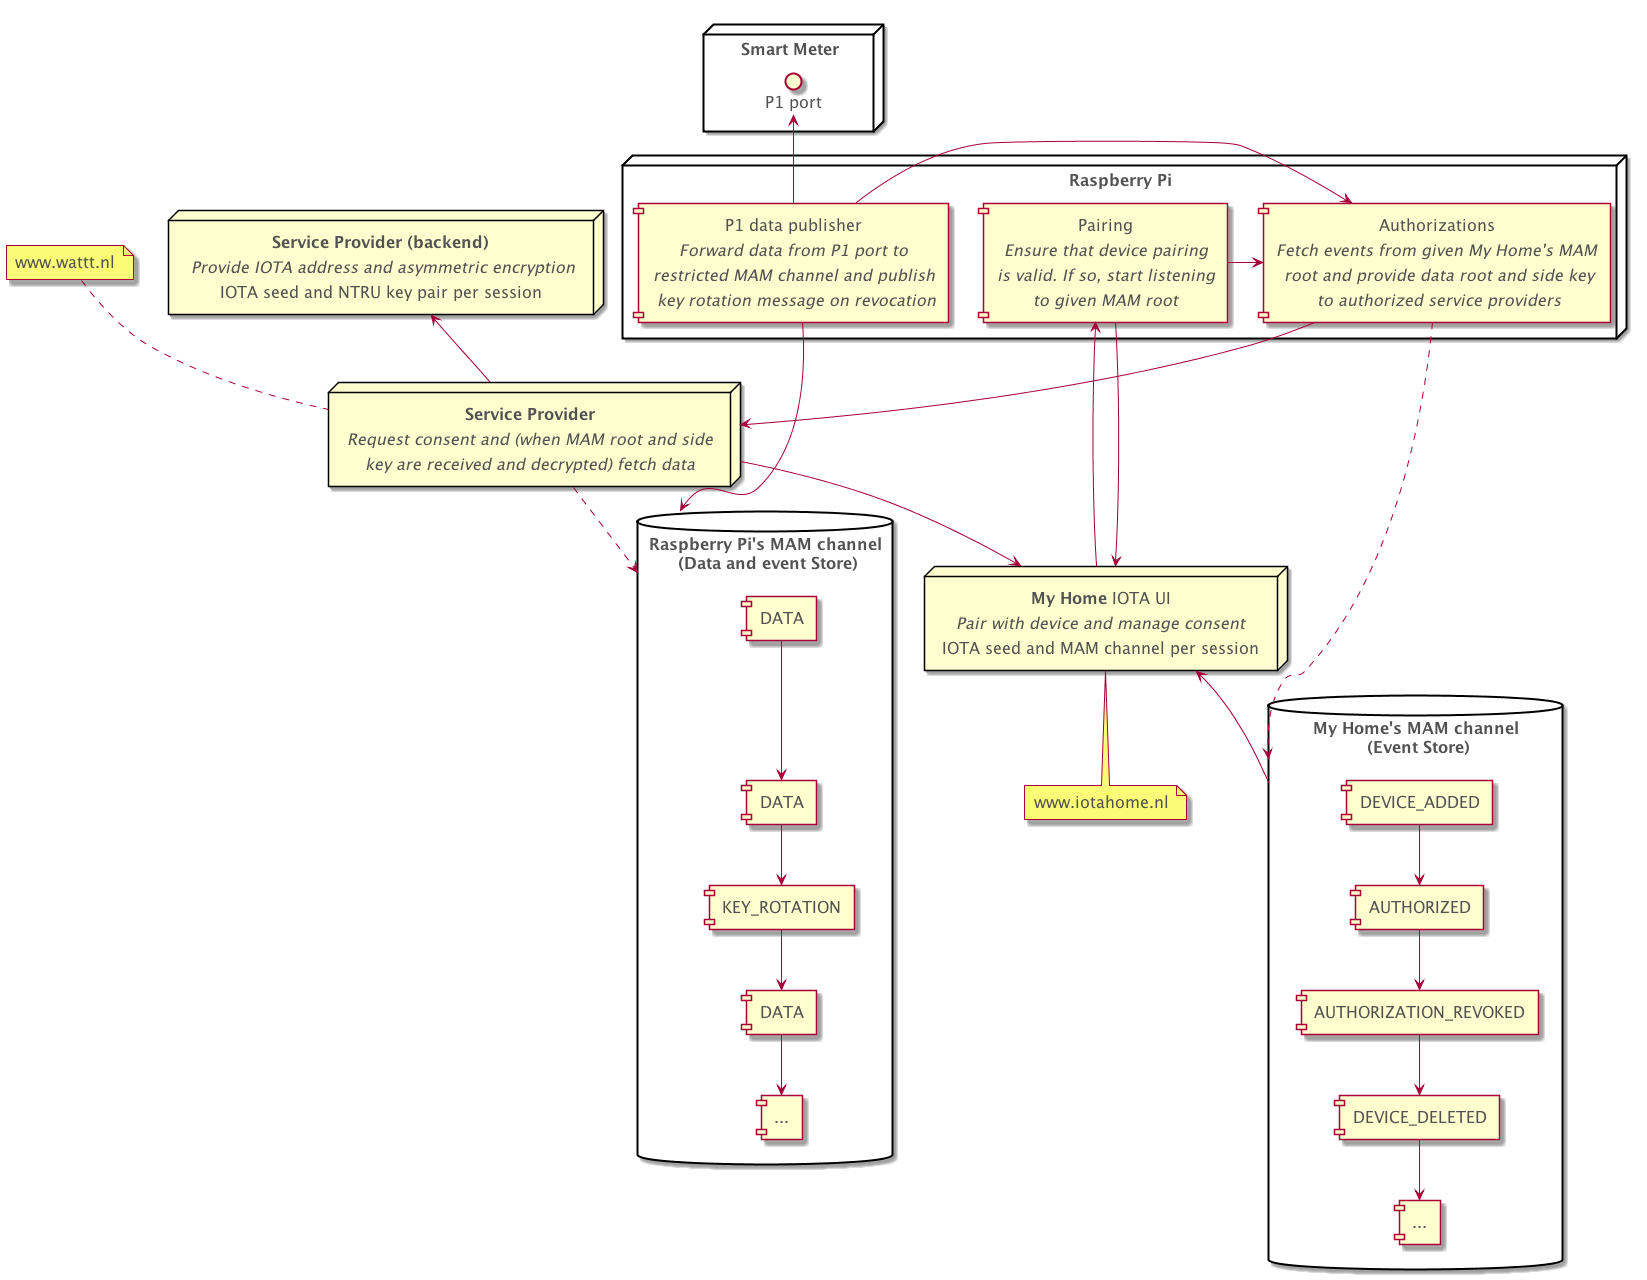 Smart Meter
P1 port
Raspberry Pi
P1 data publisher
Forward data from P1 port to
restricted MAM channel and publish
key rotation message on revocation
Pairing
Ensure that device pairing
is valid. If so, start listening
to given MAM root
Authorizations
Fetch events from given My Home's MAM
root and provide data root and side key
to authorized service providers
Service Provider (backend)
Provide IOTA address and asymmetric encryption
IOTA seed and NTRU key pair per session
www.wattt.nl
Service Provider
Request consent and (when MAM root and side
key are received and decrypted) fetch data
Raspberry Pi's MAM channel
(Data and event Store)
DATA
DATA
KEY_ROTATION
DATA
...
My Home IOTA UI
Pair with device and manage consent
IOTA seed and MAM channel per session
www.iotahome.nl
My Home's MAM channel
(Event Store)
DEVICE_ADDED
AUTHORIZED
AUTHORIZATION_REVOKED
DEVICE_DELETED
...